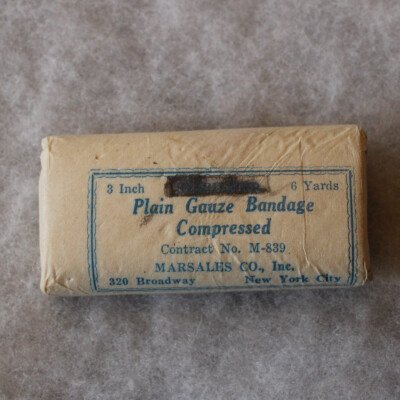 3 Inch 6 Yards
Plain Gauze Bandage
Compressed
Contract No. M-839
MARSALES CO., Inc.
320 Broadway New York City